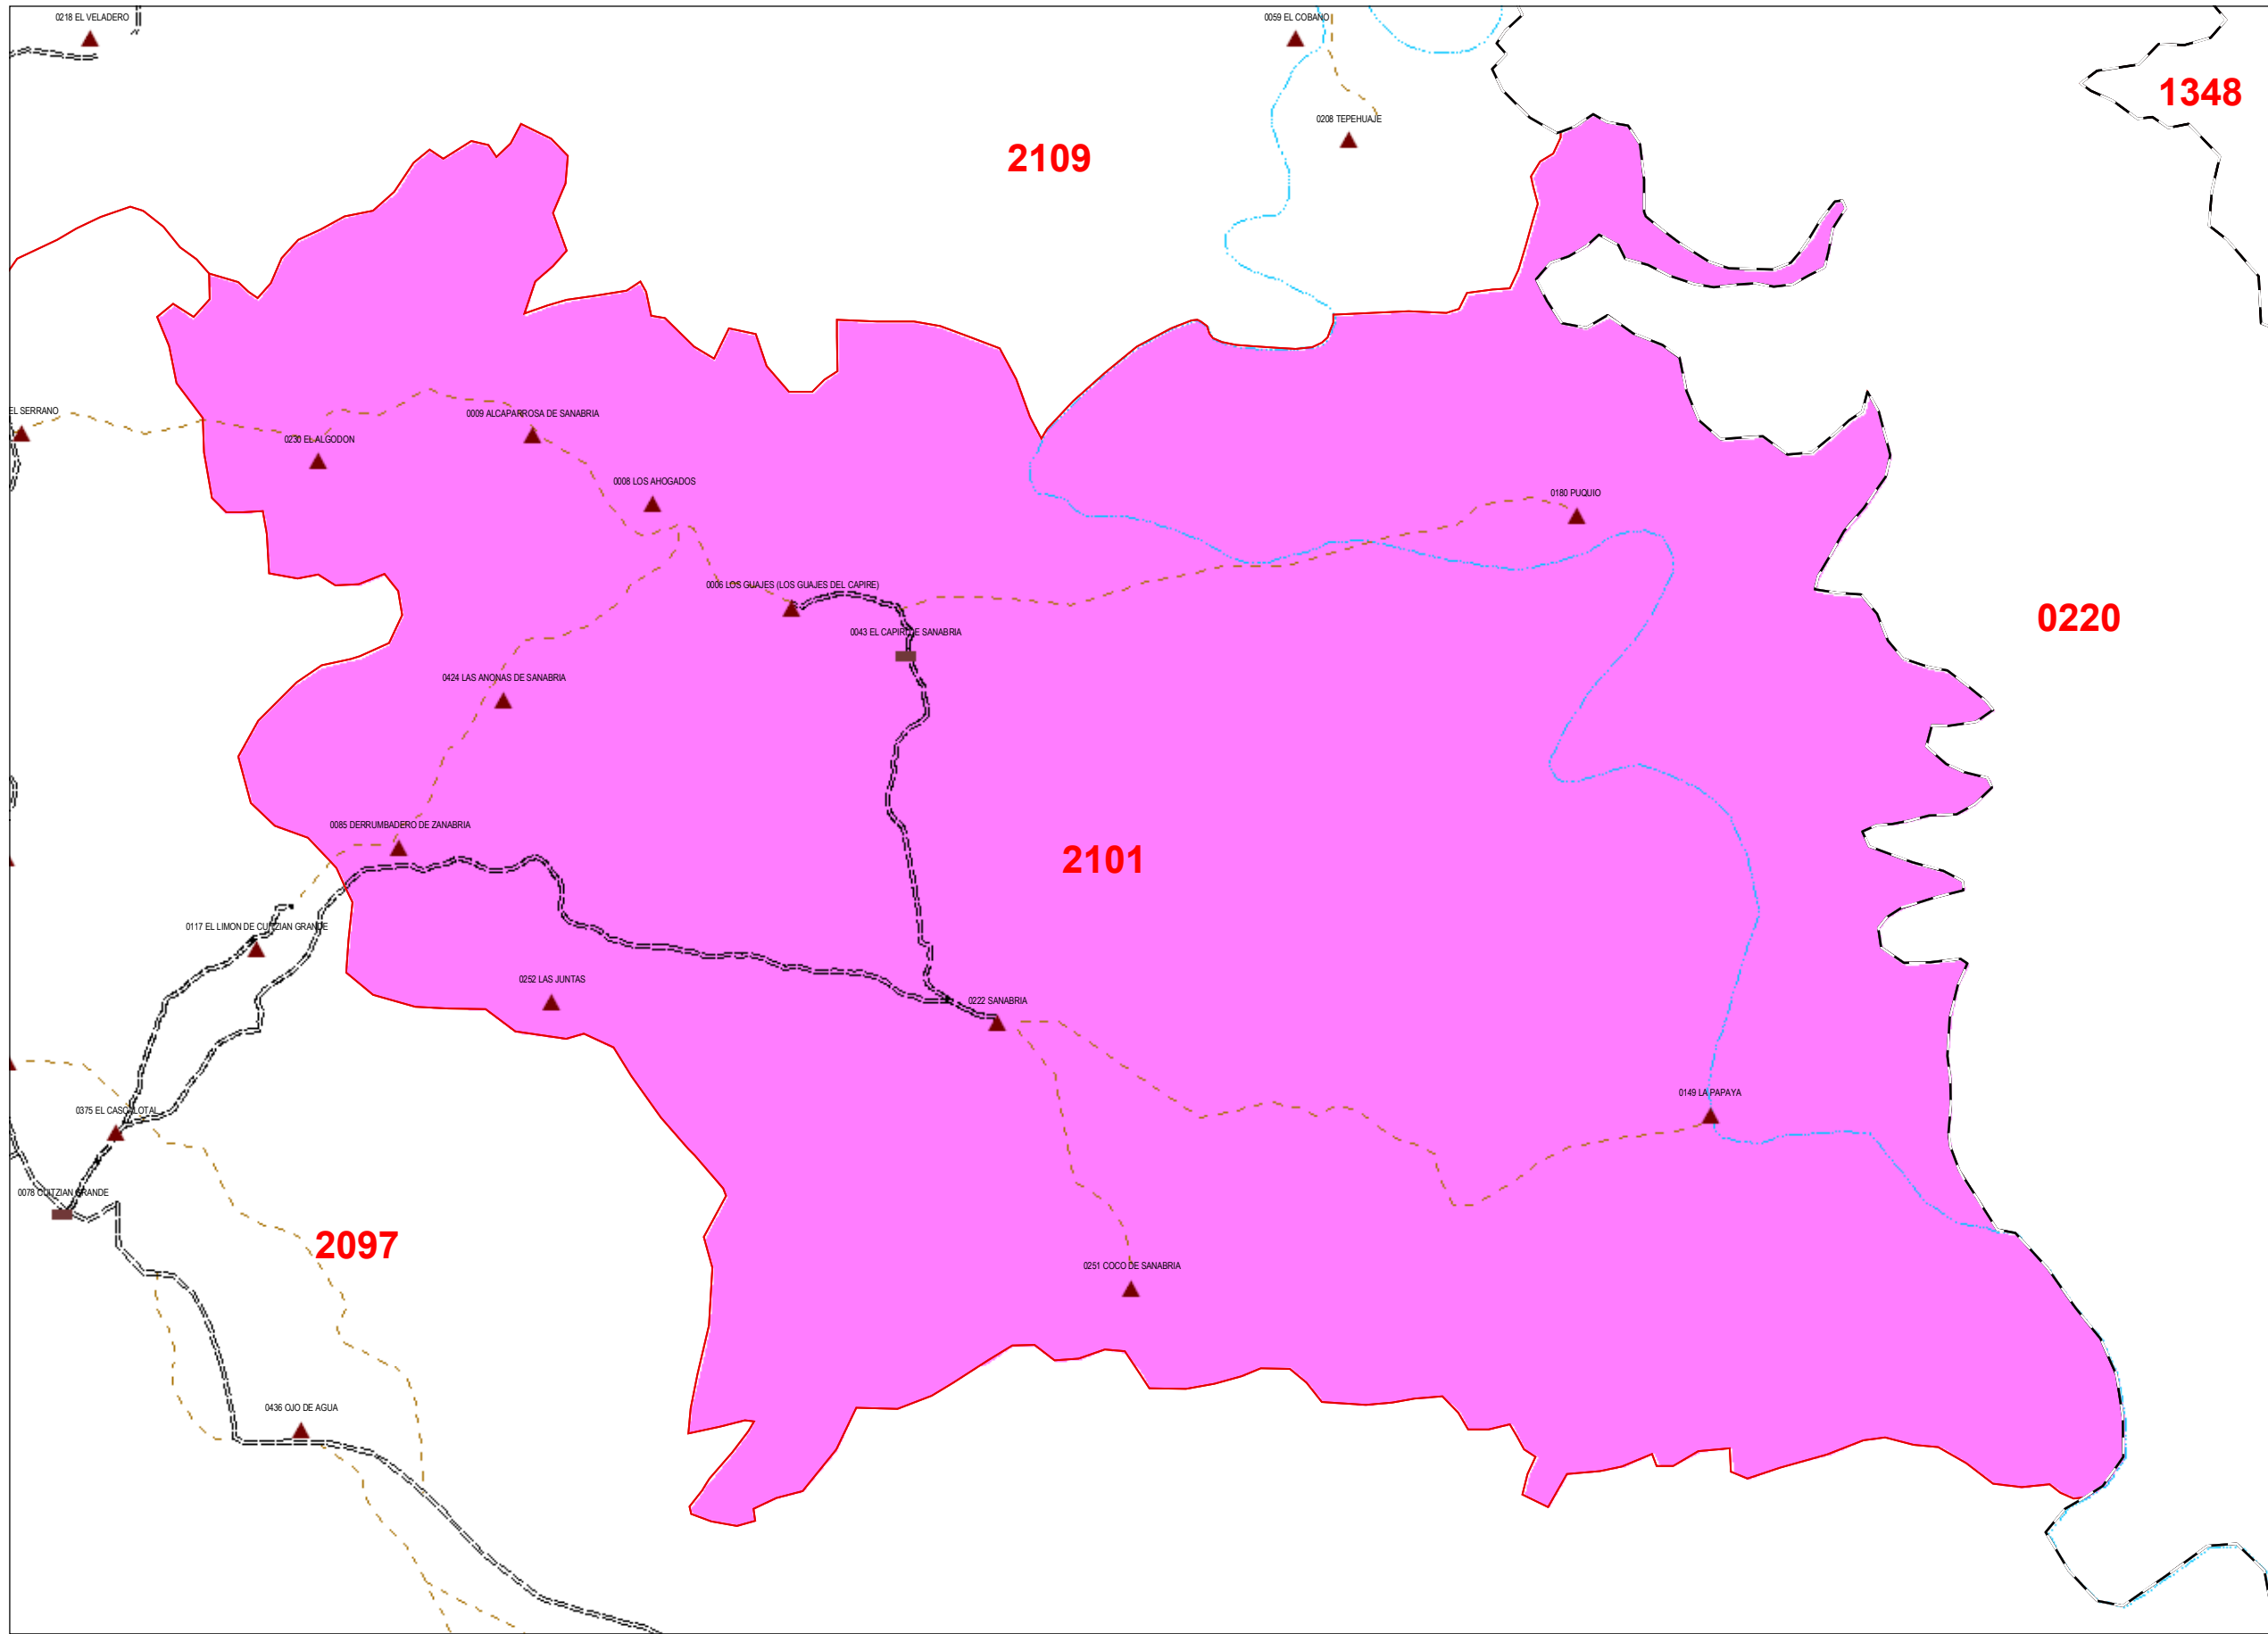 0218 EL VELADERO
0059 EL COBANO
1348
0208 TEPEHUAJE
2109
EL SERRANO
0009 ALCAPARROSA DE SANABRIA
0230 EL ALGODON
0008 LOS AHOGADOS
0180 PUQUIO
0006 LOS GUAJES (LOS GUAJES DEL CAPIRE)
0220
0043 EL CAPIRE DE SANABRIA
0424 LAS ANONAS DE SANABRIA
0085 DERRUMBADERO DE ZANABRIA
2101
0117 EL LIMON DE CUITZIAN GRANDE
0252 LAS JUNTAS
0222 SANABRIA
0149 LA PAPAYA
0375 EL CASCALOTAL
0078 CUITZIAN GRANDE
2097
0251 COCO DE SANABRIA
0436 OJO DE AGUA